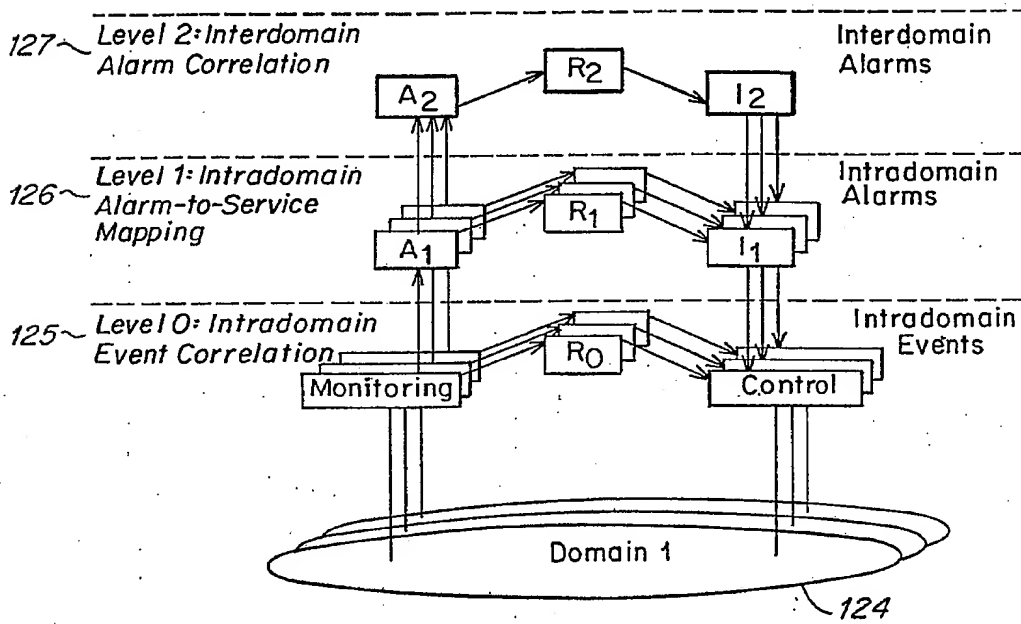 127 Level 2: Interdomain
Alarm Correlation
A2
R2
I2
Interdomain
Alarms
126 Level 1: Intradomain
Alarm-to-Service
Mapping
A1
R1
I1
Intradomain
Alarms
125 Level 0: Intradomain
Event Correlation
Monitoring
R0
Control
Intradomain
Events
Domain 1
124